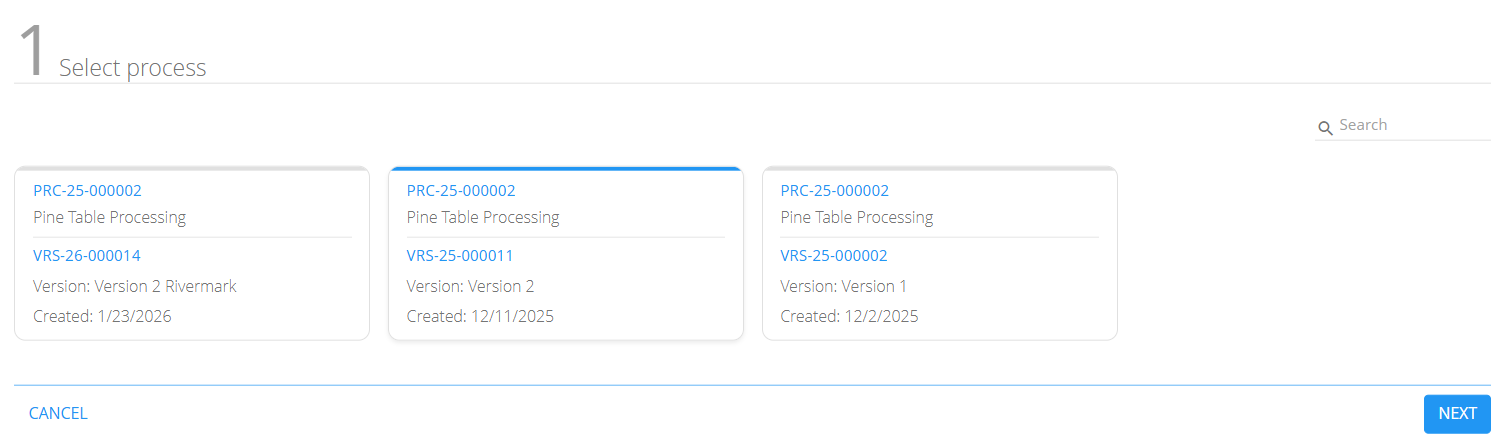 1 Select process
Search
PRC-25-000002
Pine Table Processing
VRS-26-000014
Version: Version 2 Rivermark
Created: 1/23/2026
PRC-25-000002
Pine Table Processing
VRS-25-000011
Version: Version 2
Created: 12/11/2025
PRC-25-000002
Pine Table Processing
VRS-25-000002
Version: Version 1
Created: 12/2/2025
CANCEL
NEXT